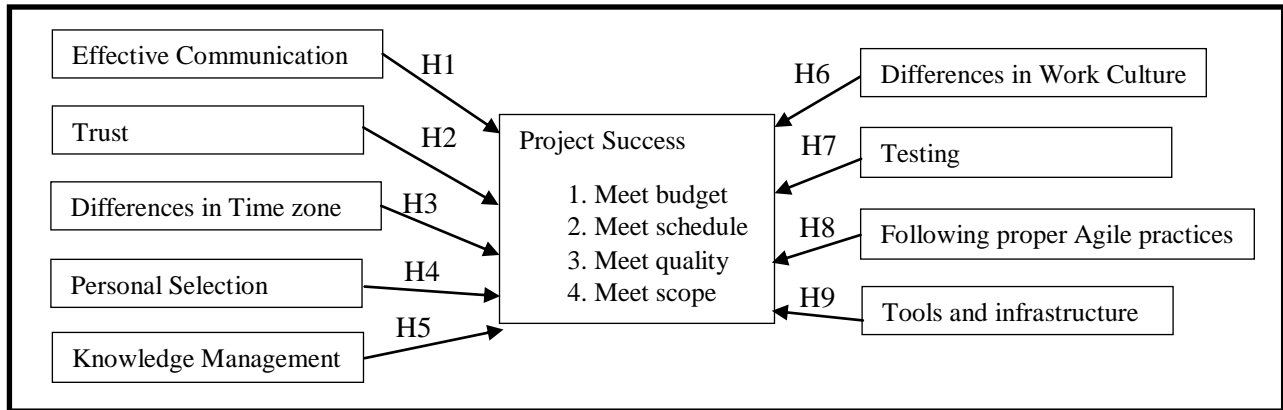 Effective Communication
H1
Trust
H2
Differences in Time zone
H3
Personal Selection
H4
Knowledge Management
H5
Project Success
1. Meet budget
2. Meet schedule
3. Meet quality
4. Meet scope
H6
Differences in Work Culture
H7
Testing
H8
Following proper Agile practices
H9
Tools and infrastructure